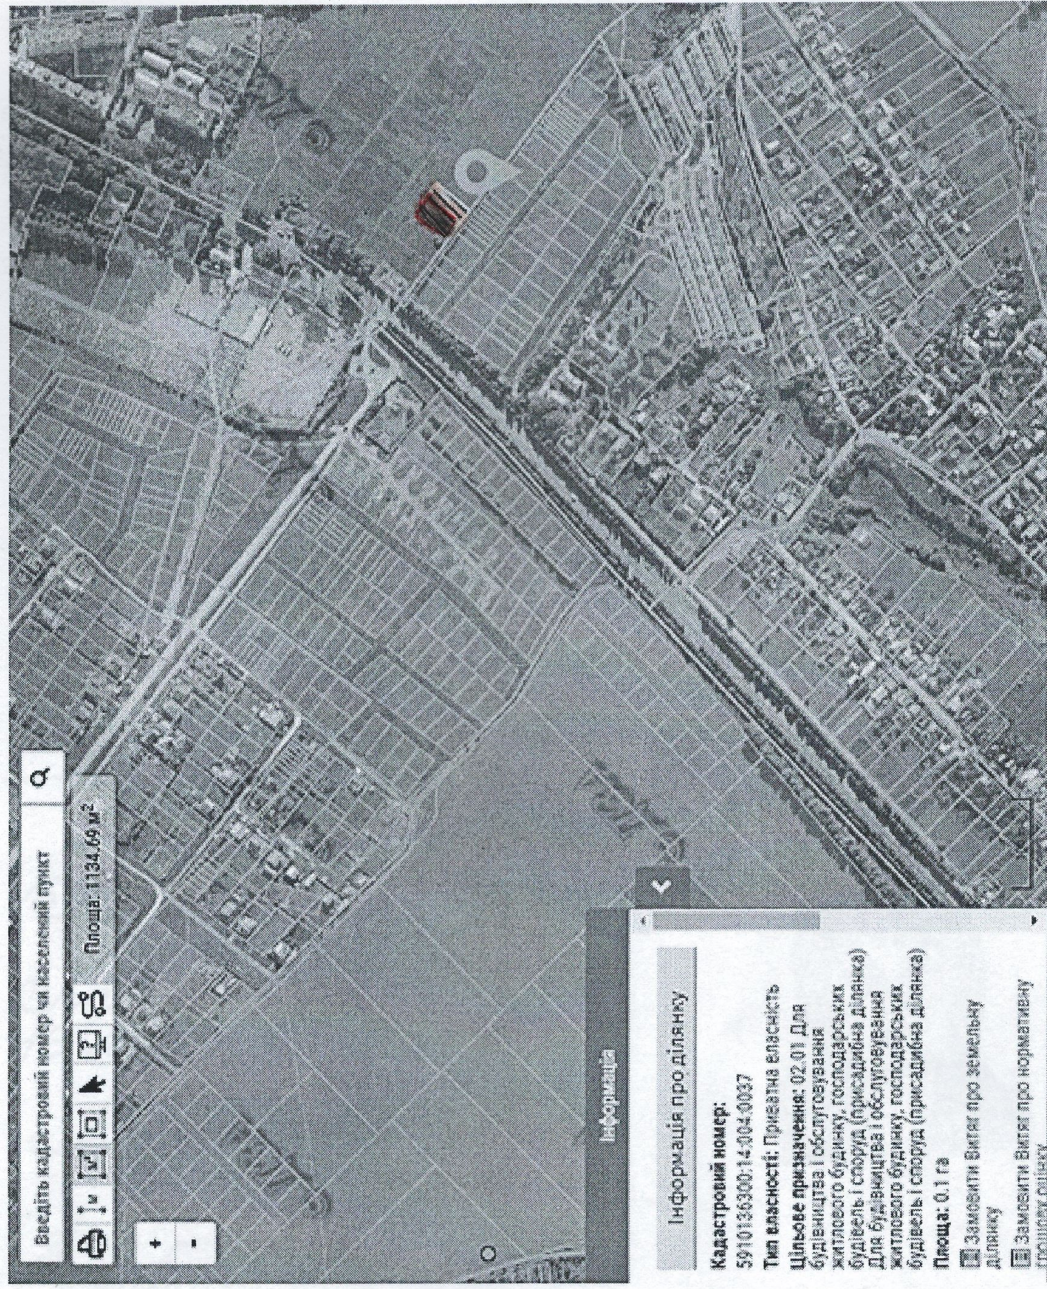 Введіть кадастровий номер чи населений пункт
Площа: 1134.69 м²
+
-
Інформація
Інформація про ділянку
Кадастровий номер:
5910136300:14:004:0037
Тип власності: Приватна власність
Цільове призначення: 02.01 Для
будівництва і обслуговування
житлового будинку, господарських
будівель і споруд (присадибна ділянка)
Для будівництва і обслуговування
житлового будинку, господарських
будівель і споруд (присадибна ділянка)
Площа: 0.1 га
Замовити Витяг про земельну
ділянку
Замовити Витяг про нормативну
грошову оцінку